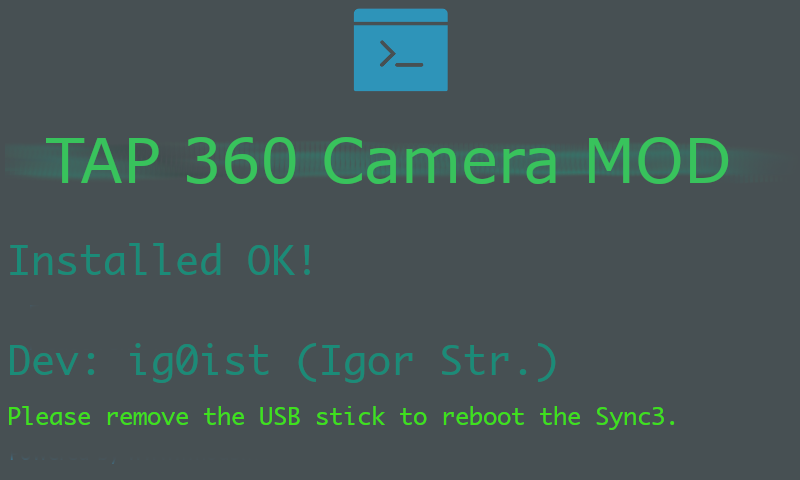 TAP 360 Camera MOD
Installed OK!
Dev: ig0ist (Igor Str.)
Please remove the USB stick to reboot the Sync3.